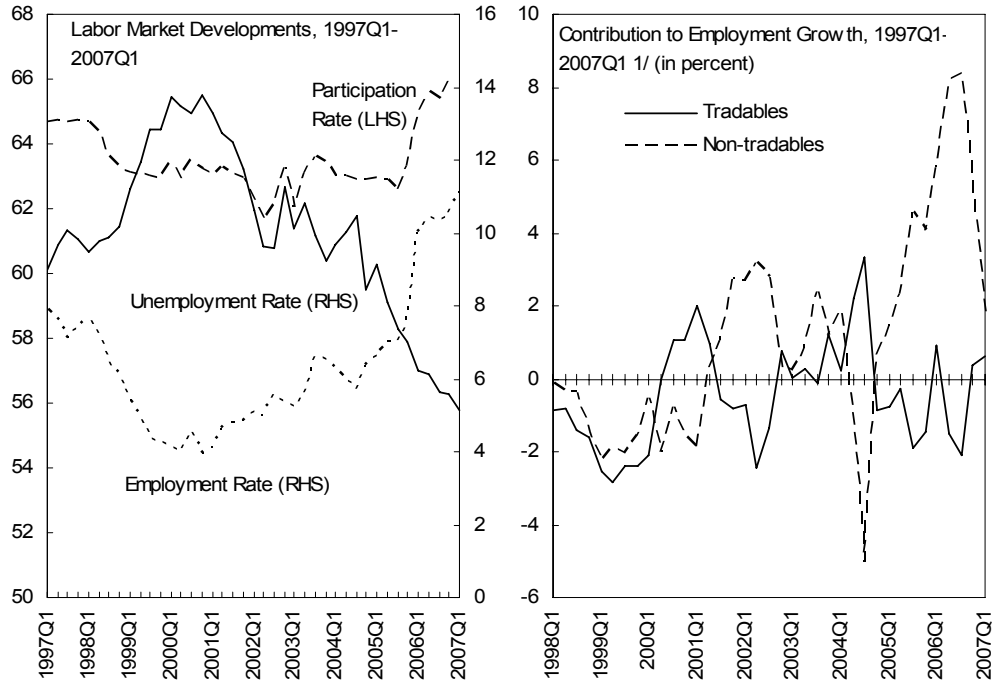 Labor Market Developments, 1997Q1-
2007Q1
68
66
64
62
60
58
56
54
52
50
16
14
12
10
8
6
4
2
0
Participation
Rate (LHS)
Unemployment Rate (RHS)
Employment Rate (RHS)
1997Q1
1998Q1
1999Q1
2000Q1
2001Q1
2002Q1
2003Q1
2004Q1
2005Q1
2006Q1
2007Q1
Contribution to Employment Growth, 1997Q1-
2007Q1 1/ (in percent)
Tradables
Non-tradables
10
8
6
4
2
0
-2
-4
-6
1998Q1
1999Q1
2000Q1
2001Q1
2002Q1
2003Q1
2004Q1
2005Q1
2006Q1
2007Q1